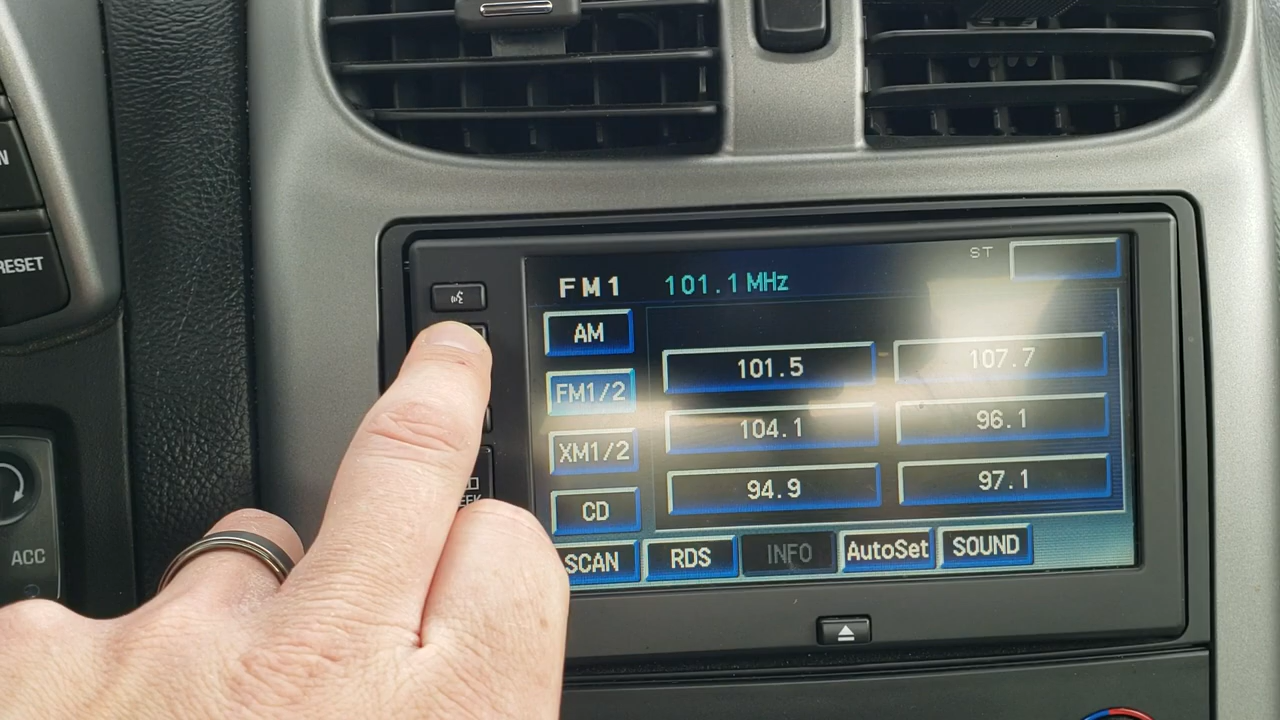 RESET
ACC
ST
FM1 101.1 MHz
AM
101.5 107.7
FM1/2
104.1 96.1
XM1/2
94.9 97.1
CD
SCAN RDS INFO AutoSet SOUND